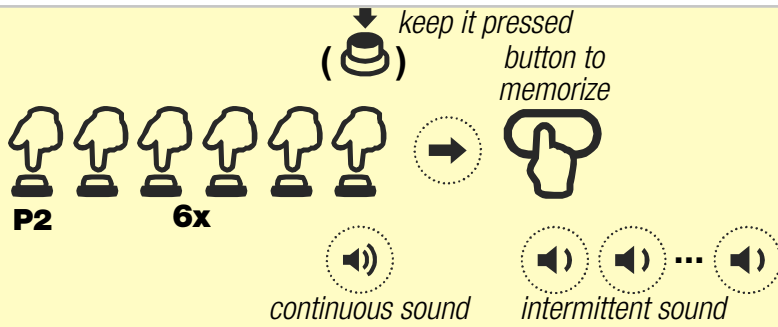 keep it pressed
( )
button to
memorize
P2 6x
...
continuous sound intermittent sound